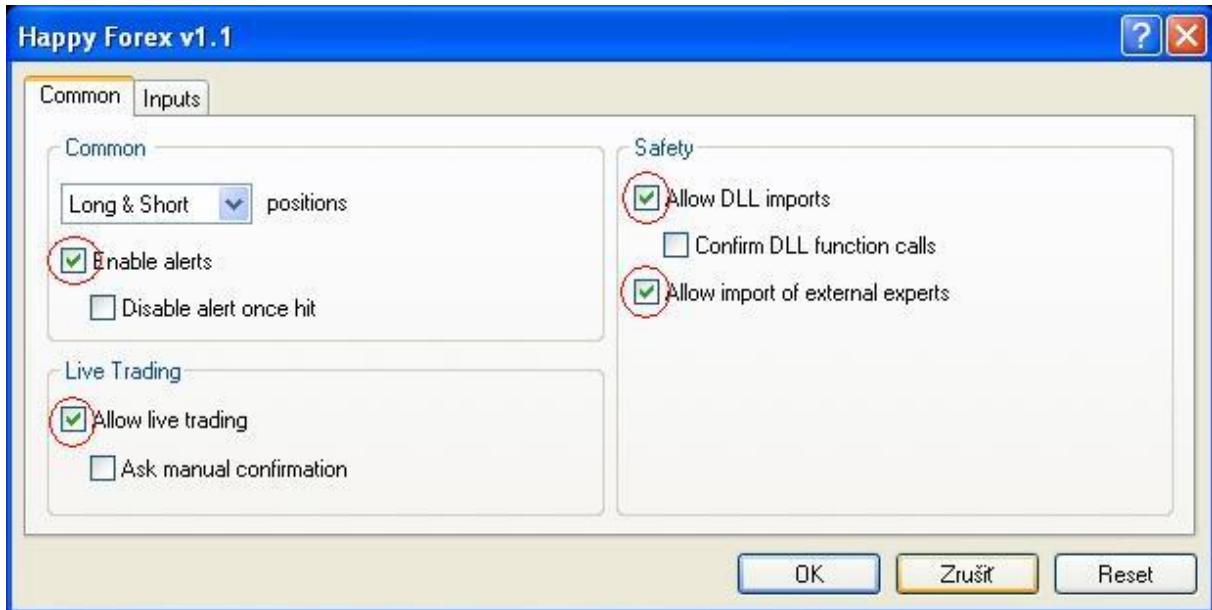 Happy Forex v1.1
Common
Inputs
Common
Long & Short
positions
Enable alerts
Disable alert once hit
Live Trading
Allow live trading
Ask manual confirmation
Safety
Allow DLL imports
Confirm DLL function calls
Allow import of external experts
OK
Zrušiť
Reset